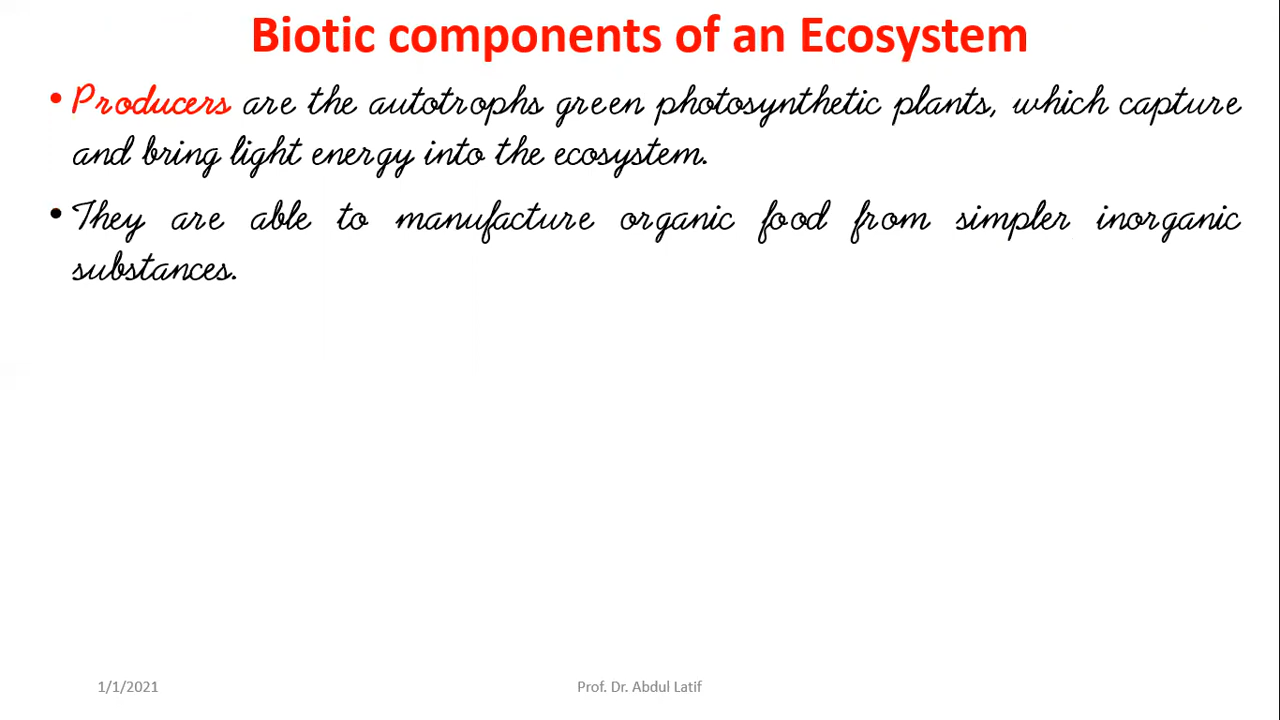 Biotic components of an Ecosystem
• Producers are the autotrophs green photosynthetic plants, which capture
and bring light energy into the ecosystem.
• They are able to manufacture organic food from simpler inorganic
substances.
1/1/2021
Prof. Dr. Abdul Latif